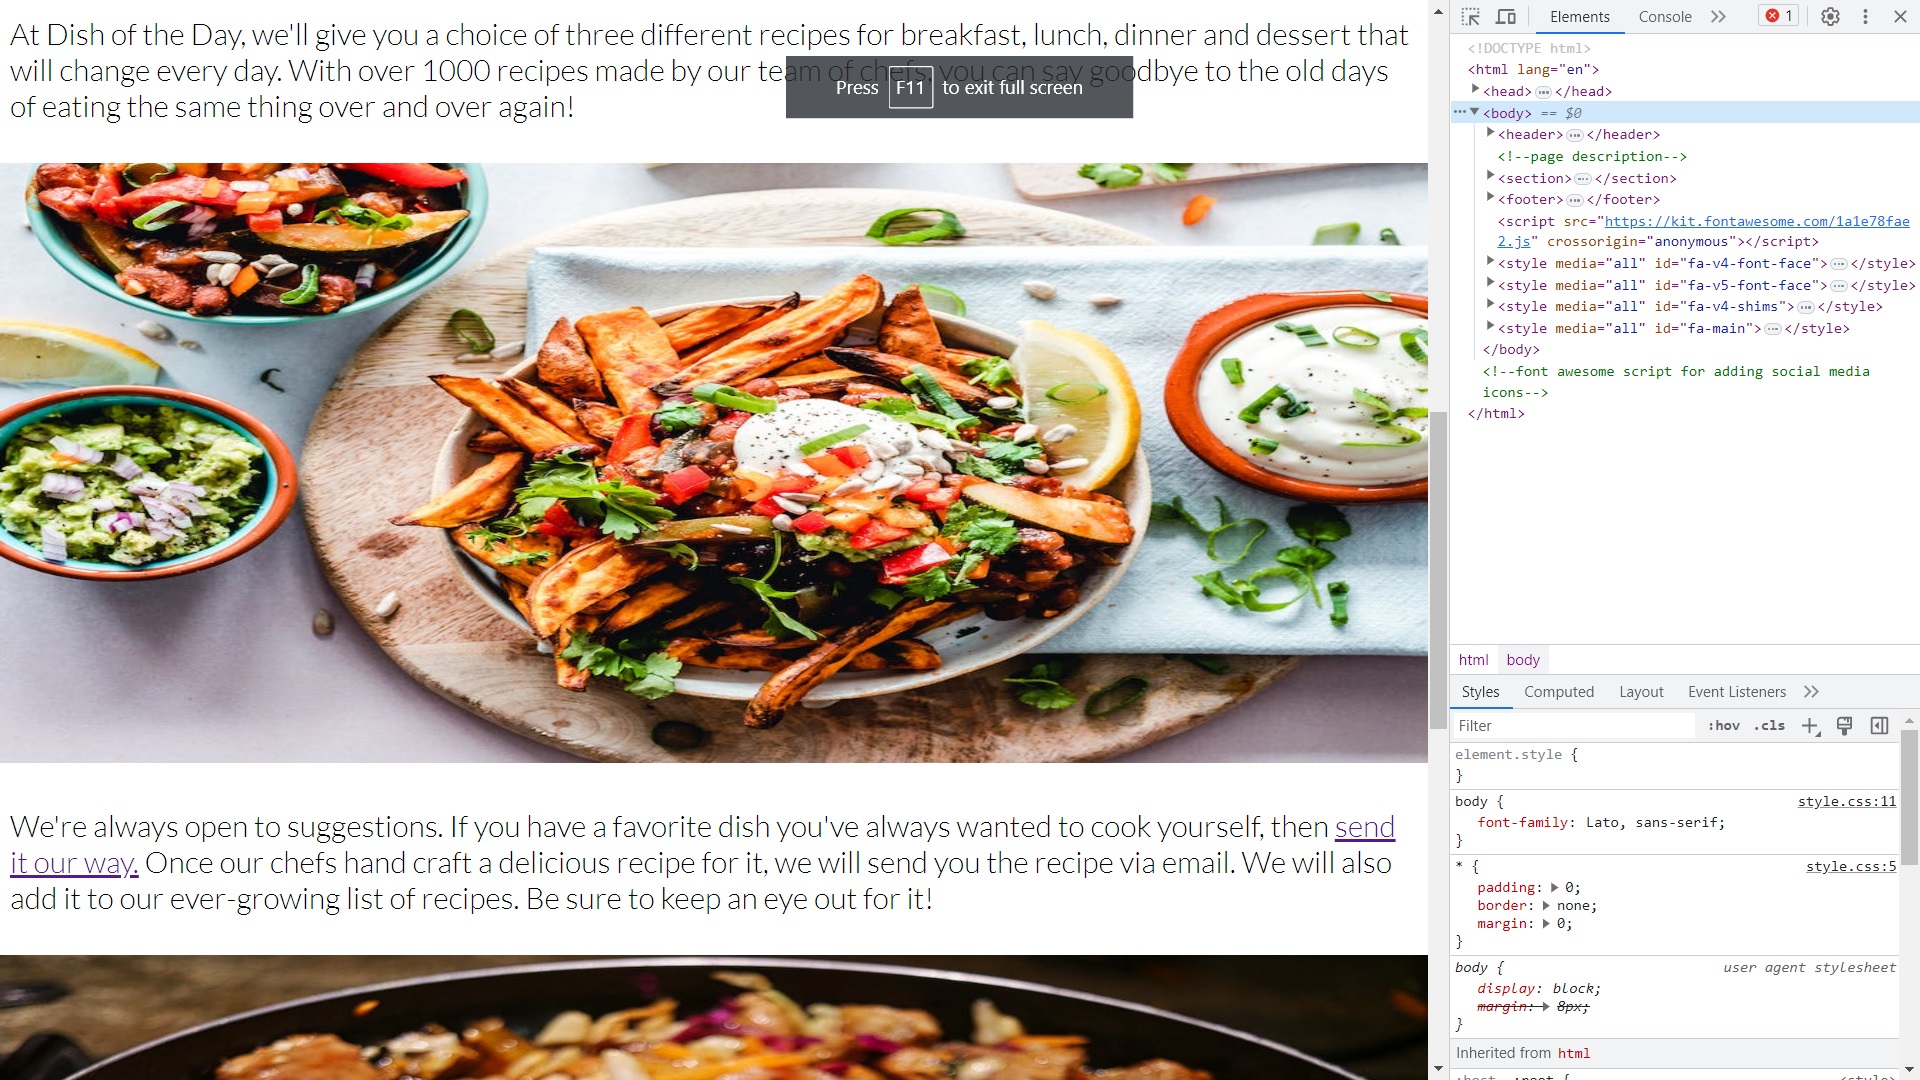 At Dish of the Day, we'll give you a choice of three different recipes for breakfast, lunch, dinner and dessert that
will change every day. With over 1000 recipes made by our team of chefs, you can say goodbye to the old days
of eating the same thing over and over again!
Press F11 to exit full screen
We're always open to suggestions. If you have a favorite dish you've always wanted to cook yourself, then send
it our way. Once our chefs hand craft a delicious recipe for it, we will send you the recipe via email. We will also
add it to our ever-growing list of recipes. Be sure to keep an eye out for it!
Elements Console 1
<!DOCTYPE html>
<html lang="en">
<head> ··· </head>
··· <body> == $0
<header> ··· </header>
<!--page description-->
<section> ··· </section>
<footer> ··· </footer>
<script src="https://kit.fontawesome.com/1a1e78fae
2.js" crossorigin="anonymous"></script>
<style media="all" id="fa-v4-font-face"> ··· </style>
<style media="all" id="fa-v5-font-face"> ··· </style>
<style media="all" id="fa-v4-shims"> ··· </style>
<style media="all" id="fa-main"> ··· </style>
</body>
<!--font awesome script for adding social media
icons-->
</html>
html body
Styles Computed Layout Event Listeners
Filter :hov .cls
element.style {
}
body { style.css:11
font-family: Lato, sans-serif;
}
* { style.css:5
padding: 0;
border: none;
margin: 0;
}
body { user agent stylesheet
display: block;
margin: 8px;
}
Inherited from html